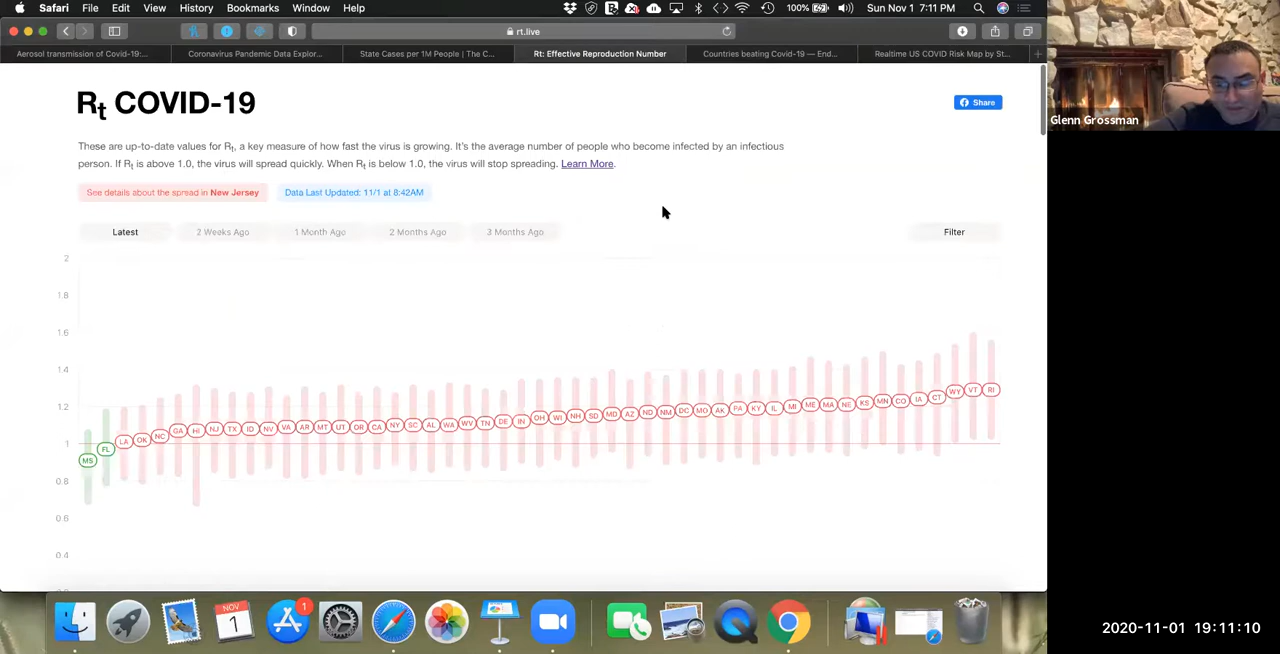 Safari File Edit View History Bookmarks Window Help 100% Sun Nov 1 7:11 PM
rt.live
Aerosol transmission of Covid-19:... Coronavirus Pandemic Data Explor... State Cases per 1M People | The C... Rt: Effective Reproduction Number Countries beating Covid-19 — End... Realtime US COVID Risk Map by St...
Glenn Grossman
Rt COVID-19
Share
These are up-to-date values for Rt, a key measure of how fast the virus is growing. It's the average number of people who become infected by an infectious
person. If Rt is above 1.0, the virus will spread quickly. When Rt is below 1.0, the virus will stop spreading. Learn More.
See details about the spread in New Jersey Data Last Updated: 11/1 at 8:42AM
Latest 2 Weeks Ago 1 Month Ago 2 Months Ago 3 Months Ago Filter
2
1.8
1.6
1.4
1.2
1
0.8
0.6
0.4
MS FL LA OK NC GA HI NJ TX ID NV VA AR MT UT OR CA NY SC AL WA WV TN DE IN OH WI NH SD MD AZ ND NM DC MO AK PA KY IL MI ME MA NE KS MN CO IA CT WY VT RI
NOV
1
1
2020-11-01 19:11:10